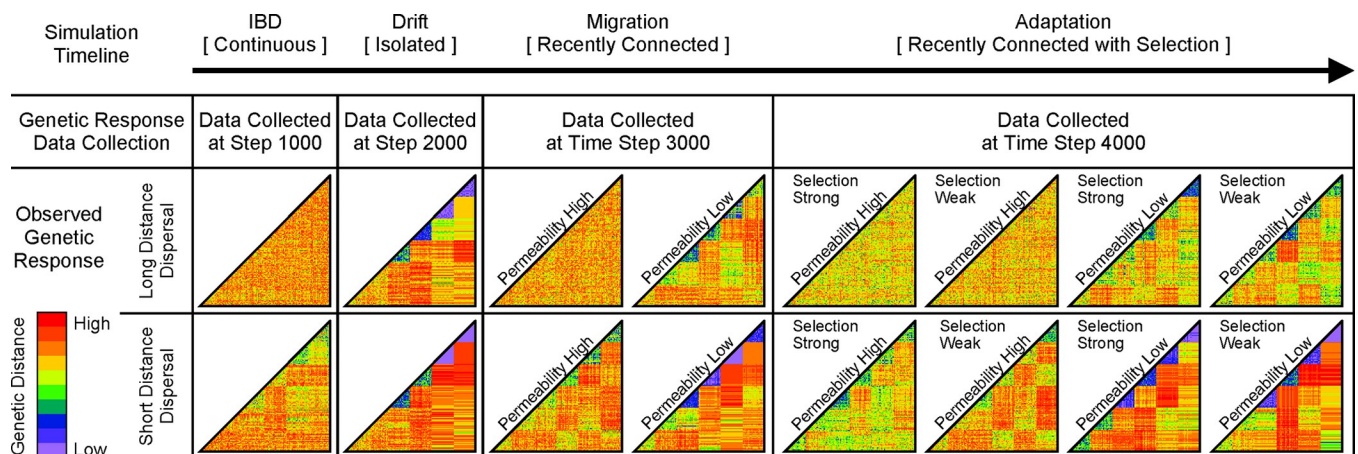 Simulation
Timeline
IBD
[ Continuous ]
Drift
[ Isolated ]
Migration
[ Recently Connected ]
Adaptation
[ Recently Connected with Selection ]
Genetic Response
Data Collection
Data Collected
at Step 1000
Data Collected
at Step 2000
Data Collected
at Time Step 3000
Data Collected
at Time Step 4000
Observed
Genetic
Response
Long Distance
Dispersal
Permeability High
Permeability Low
Selection
Strong
Permeability High
Selection
Weak
Permeability High
Selection
Strong
Permeability Low
Selection
Weak
Permeability Low
Genetic Distance
High
Low
Short Distance
Dispersal
Permeability High
Permeability Low
Selection
Strong
Permeability High
Selection
Weak
Permeability High
Selection
Strong
Permeability Low
Selection
Weak
Permeability Low